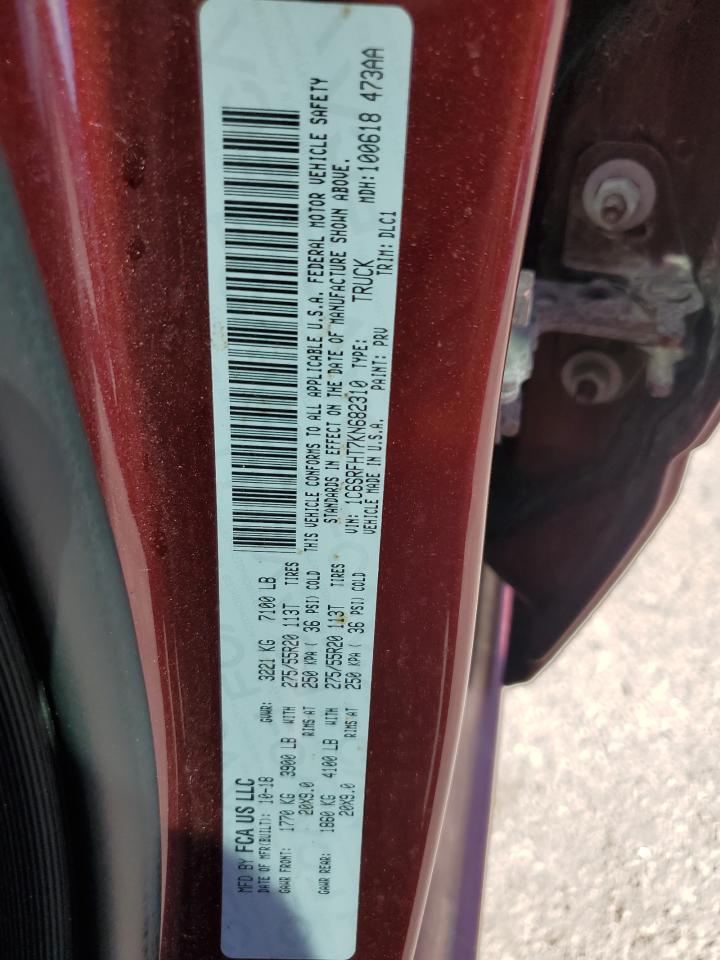 MFD BY FCA US LLC
DATE OF MFR(BUILT): 10-18 GVWR: 3221 KG 7100 LB
GAWR FRONT: 1770 KG 3900 LB WITH 275/55R20 113T TIRES
20X9.0 RIMS AT 250 KPA ( 36 PSI) COLD
GAWR REAR: 1860 KG 4100 LB WITH 275/55R20 113T TIRES
20X9.0 RIMS AT 250 KPA ( 36 PSI) COLD
THIS VEHICLE CONFORMS TO ALL APPLICABLE U.S.A. FEDERAL MOTOR VEHICLE SAFETY
STANDARDS IN EFFECT ON THE DATE OF MANUFACTURE SHOWN ABOVE.
VIN: 1C6SRFHT7KN682310 TYPE: TRUCK MDH:100618 473AA
VEHICLE MADE IN U.S.A. PAINT: PRV TRIM: DLC1